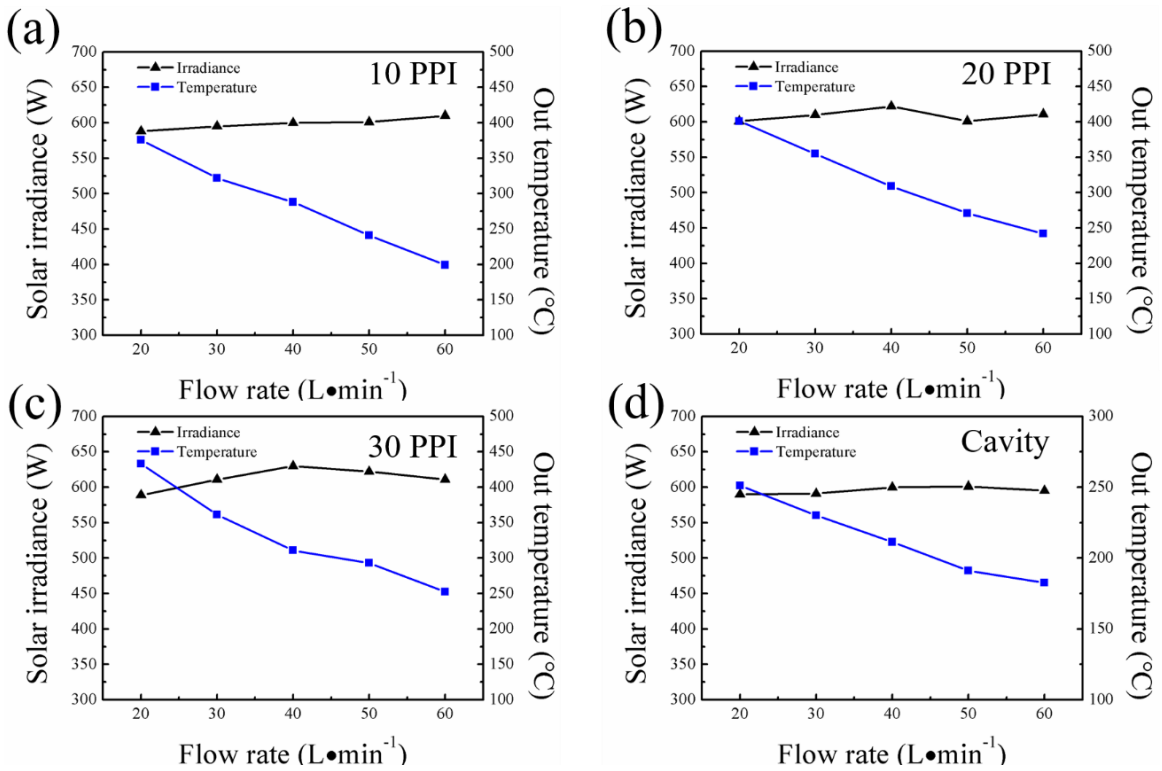 (a)
10 PPI
Irradiance
Temperature
Solar irradiance (W)
700
650
600
550
500
450
400
350
300
Out temperature (°C)
500
450
400
350
300
250
200
150
100
20 30 40 50 60
Flow rate (L•min⁻¹)
(b)
20 PPI
Irradiance
Temperature
Solar irradiance (W)
700
650
600
550
500
450
400
350
300
Out temperature (°C)
500
450
400
350
300
250
200
150
100
20 30 40 50 60
Flow rate (L•min⁻¹)
(c)
30 PPI
Irradiance
Temperature
Solar irradiance (W)
700
650
600
550
500
450
400
350
300
Out temperature (°C)
500
450
400
350
300
250
200
150
100
20 30 40 50 60
Flow rate (L•min⁻¹)
(d)
Cavity
Irradiance
Temperature
Solar irradiance (W)
700
650
600
550
500
450
400
350
300
Out temperature (°C)
300
250
200
150
100
20 30 40 50 60
Flow rate (L•min⁻¹)